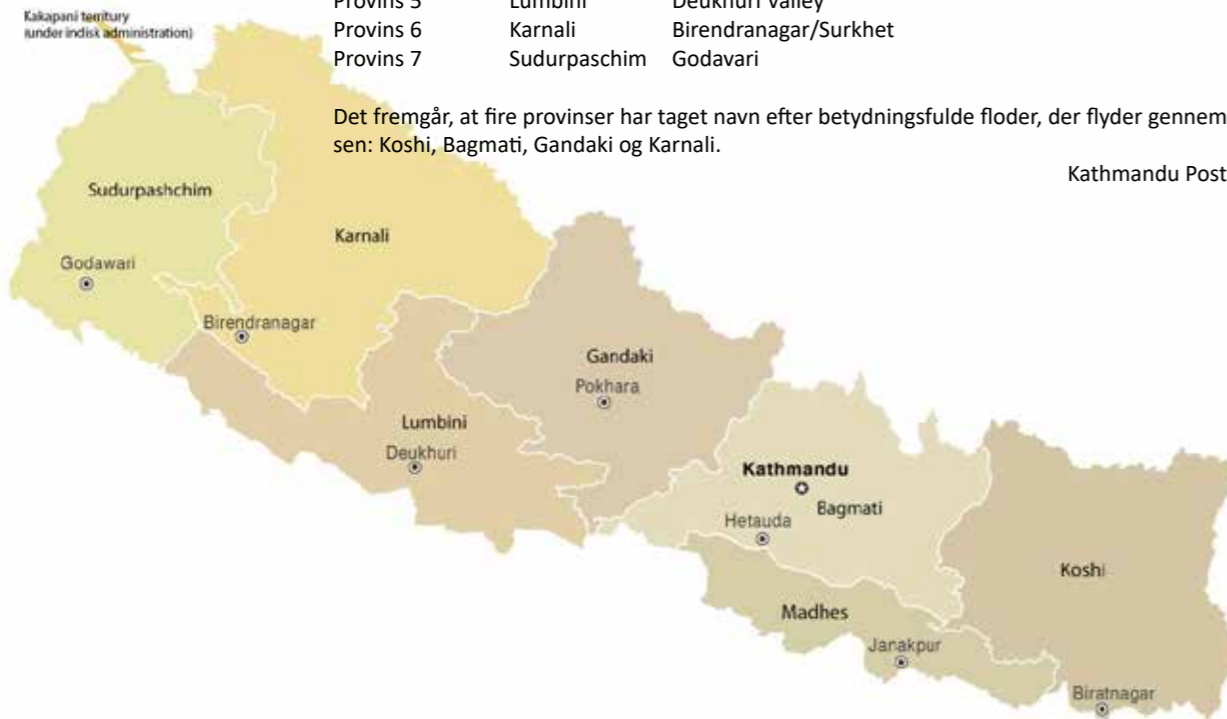 Provins 5 Lumbini Deukhuri Valley
Kakapani territury
(under indisk administration)
Provins 6 Karnali Birendranagar/Surkhet
Provins 7 Sudurpaschim Godavari
Det fremgår, at fire provinser har taget navn efter betydningsfulde floder, der flyder gennem
sen: Koshi, Bagmati, Gandaki og Karnali.
Kathmandu Post
Sudurpashchim
Karnali
Godawari
Birendranagar
Gandaki
Pokhara
Lumbini
Deukhuri
Kathmandu
Bagmati
Hetauda
Koshi
Madhes
Janakpur
Biratnagar